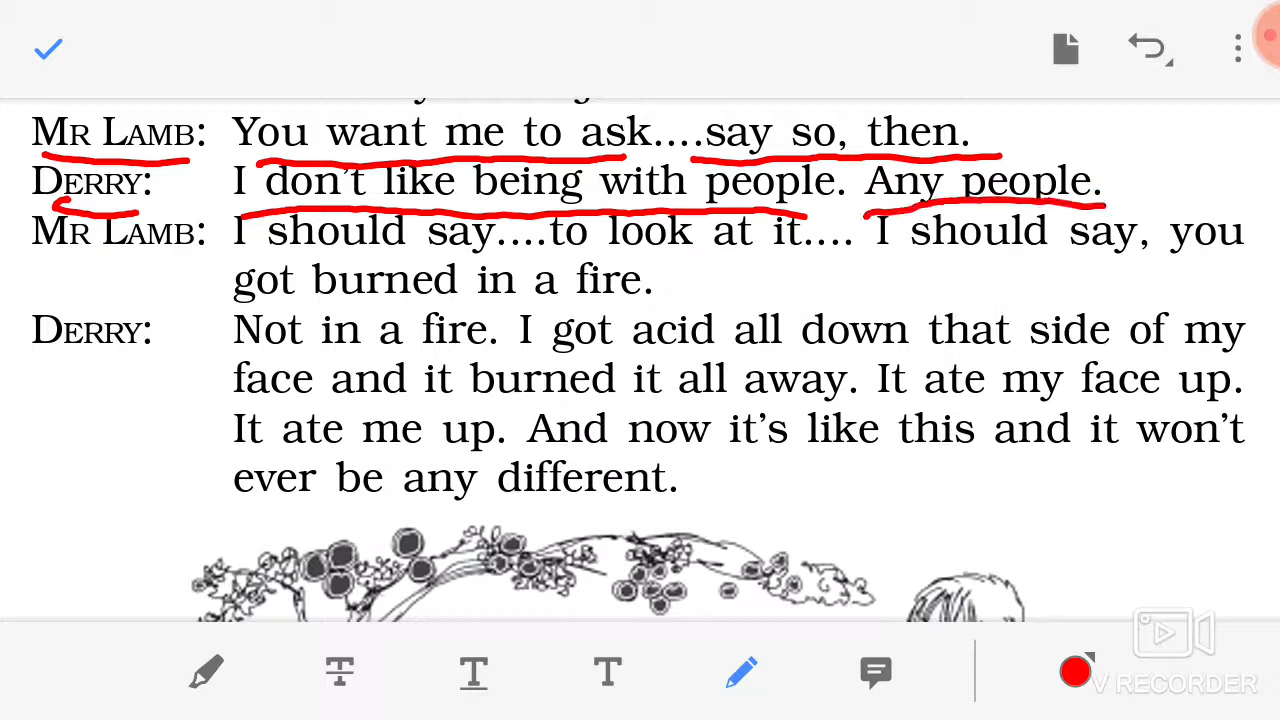 MR LAMB: You want me to ask....say so, then.
DERRY: I don't like being with people. Any people.
MR LAMB: I should say....to look at it.... I should say, you
got burned in a fire.
DERRY: Not in a fire. I got acid all down that side of my
face and it burned it all away. It ate my face up.
It ate me up. And now it's like this and it won't
ever be any different.
T T T
V RECORDER